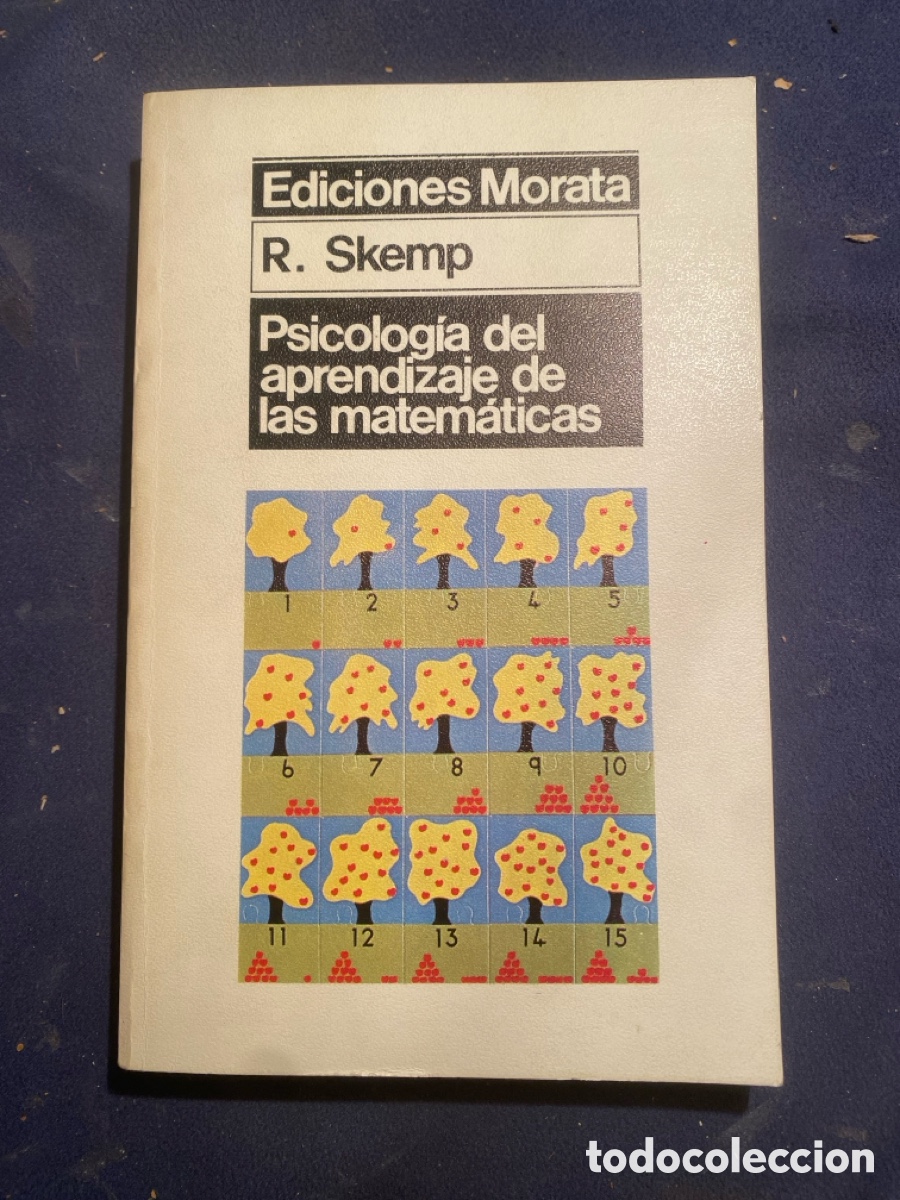 Ediciones Morata
R. Skemp
Psicología del
aprendizaje de
las matemáticas
1 2 3 4 5
6 7 8 9 10
11 12 13 14 15
todocoleccion